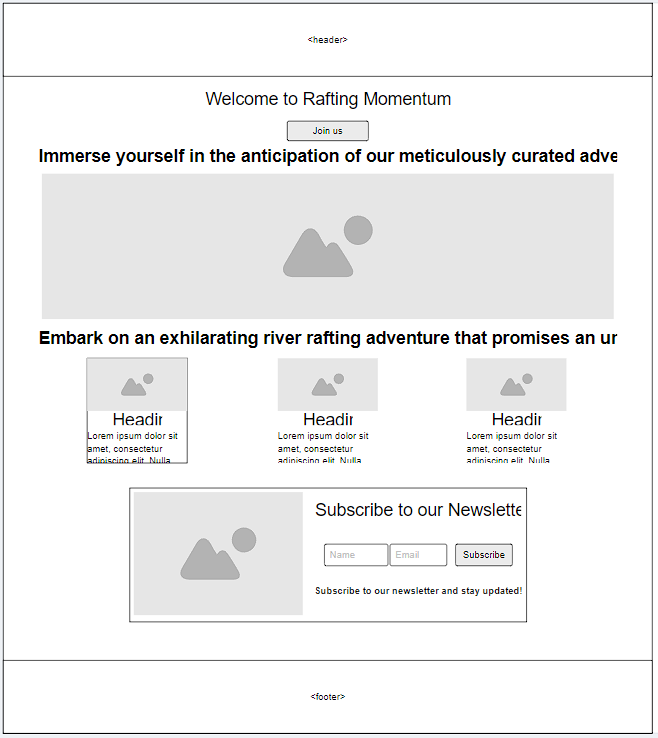 <header>
Welcome to Rafting Momentum
Join us
Immerse yourself in the anticipation of our meticulously curated adve
Embark on an exhilarating river rafting adventure that promises an ur
Headir
Lorem ipsum dolor sit
amet, consectetur
adipiscing elit. Nulla
Headir
Lorem ipsum dolor sit
amet, consectetur
adipiscing elit. Nulla
Headir
Lorem ipsum dolor sit
amet, consectetur
adipiscing elit. Nulla
Subscribe to our Newslette
Name Email Subscribe
Subscribe to our newsletter and stay updated!
<footer>